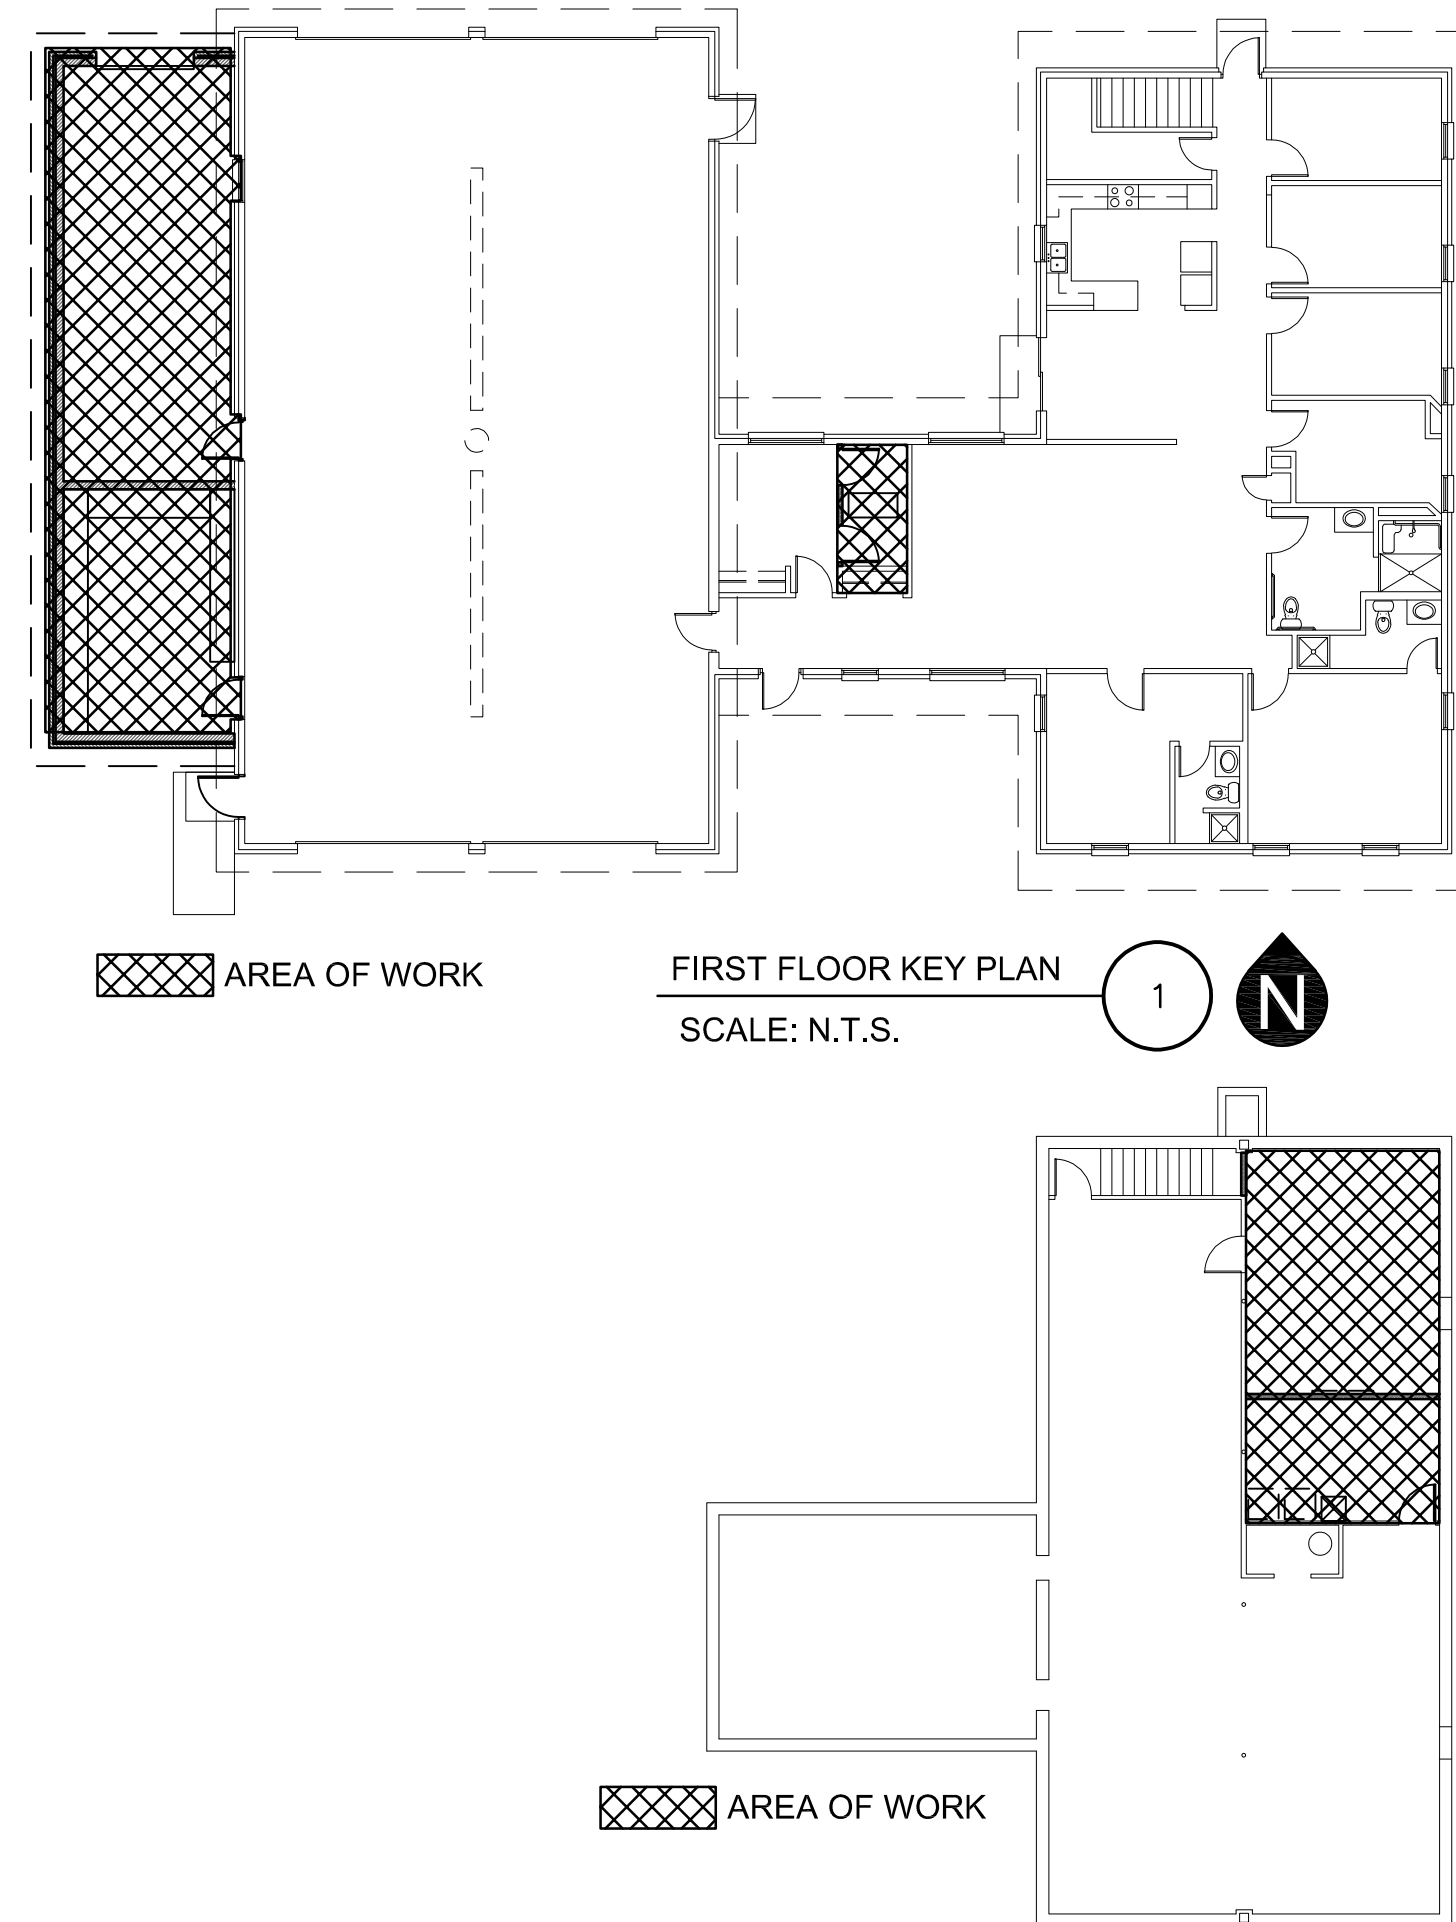 AREA OF WORK
FIRST FLOOR KEY PLAN
1
N
SCALE: N.T.S.
AREA OF WORK